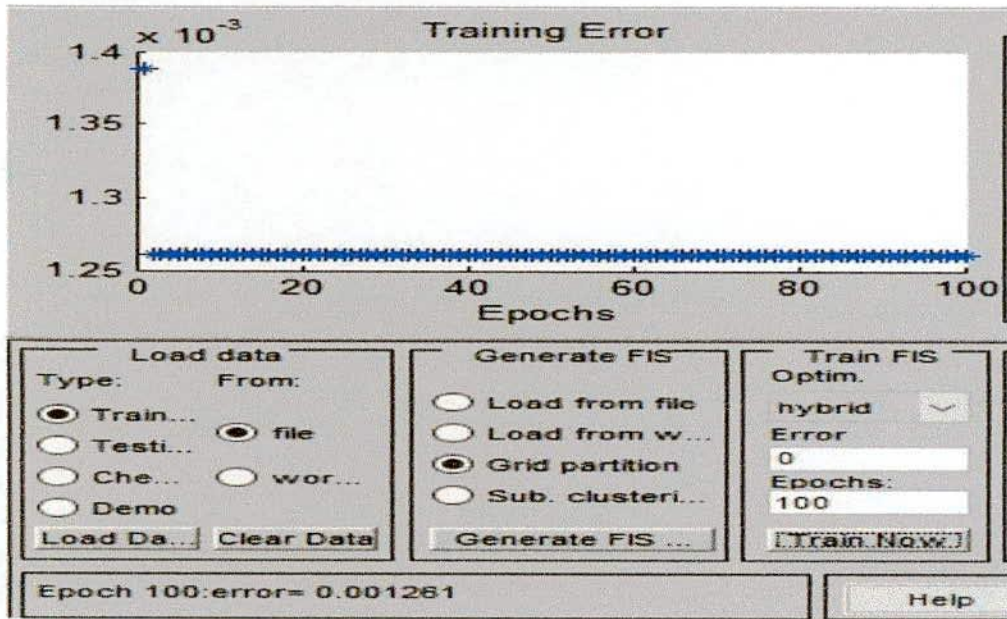 × 10⁻³
Training Error
1.4
1.35
1.3
1.25
0
20
40
60
80
100
Epochs
Load data
Type:
From:
Train...
Testi...
Che...
Demo
file
wor...
Load Da...
Clear Data
Generate FIS
Load from file
Load from w...
Grid partition
Sub. clusteri...
Generate FIS ...
Train FIS
Optim.
hybrid
Error
0
Epochs:
100
Train Now
Epoch 100:error= 0.001261
Help